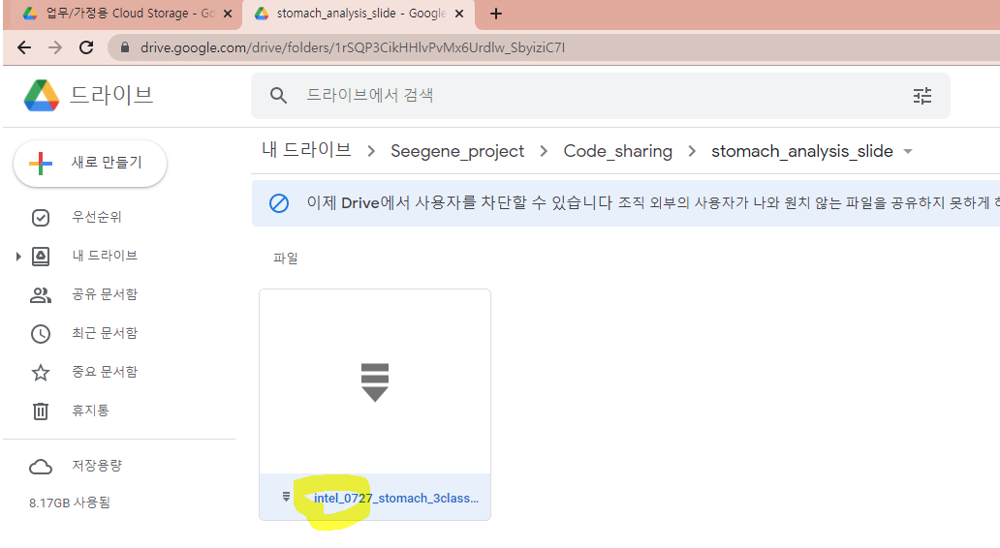 업무/가정용 Cloud Storage - Go
stomach_analysis_slide - Google
drive.google.com/drive/folders/1rSQP3CikHHlvPvMx6Urdlw_SbyiziC7I
드라이브
드라이브에서 검색
새로 만들기
우선순위
내 드라이브
공유 문서함
최근 문서함
중요 문서함
휴지통
저장용량
8.17GB 사용됨
내 드라이브 > Seegene_project > Code_sharing > stomach_analysis_slide
이제 Drive에서 사용자를 차단할 수 있습니다 조직 외부의 사용자가 나와 원치 않는 파일을 공유하지 못하게
파일
intel_0727_stomach_3class...